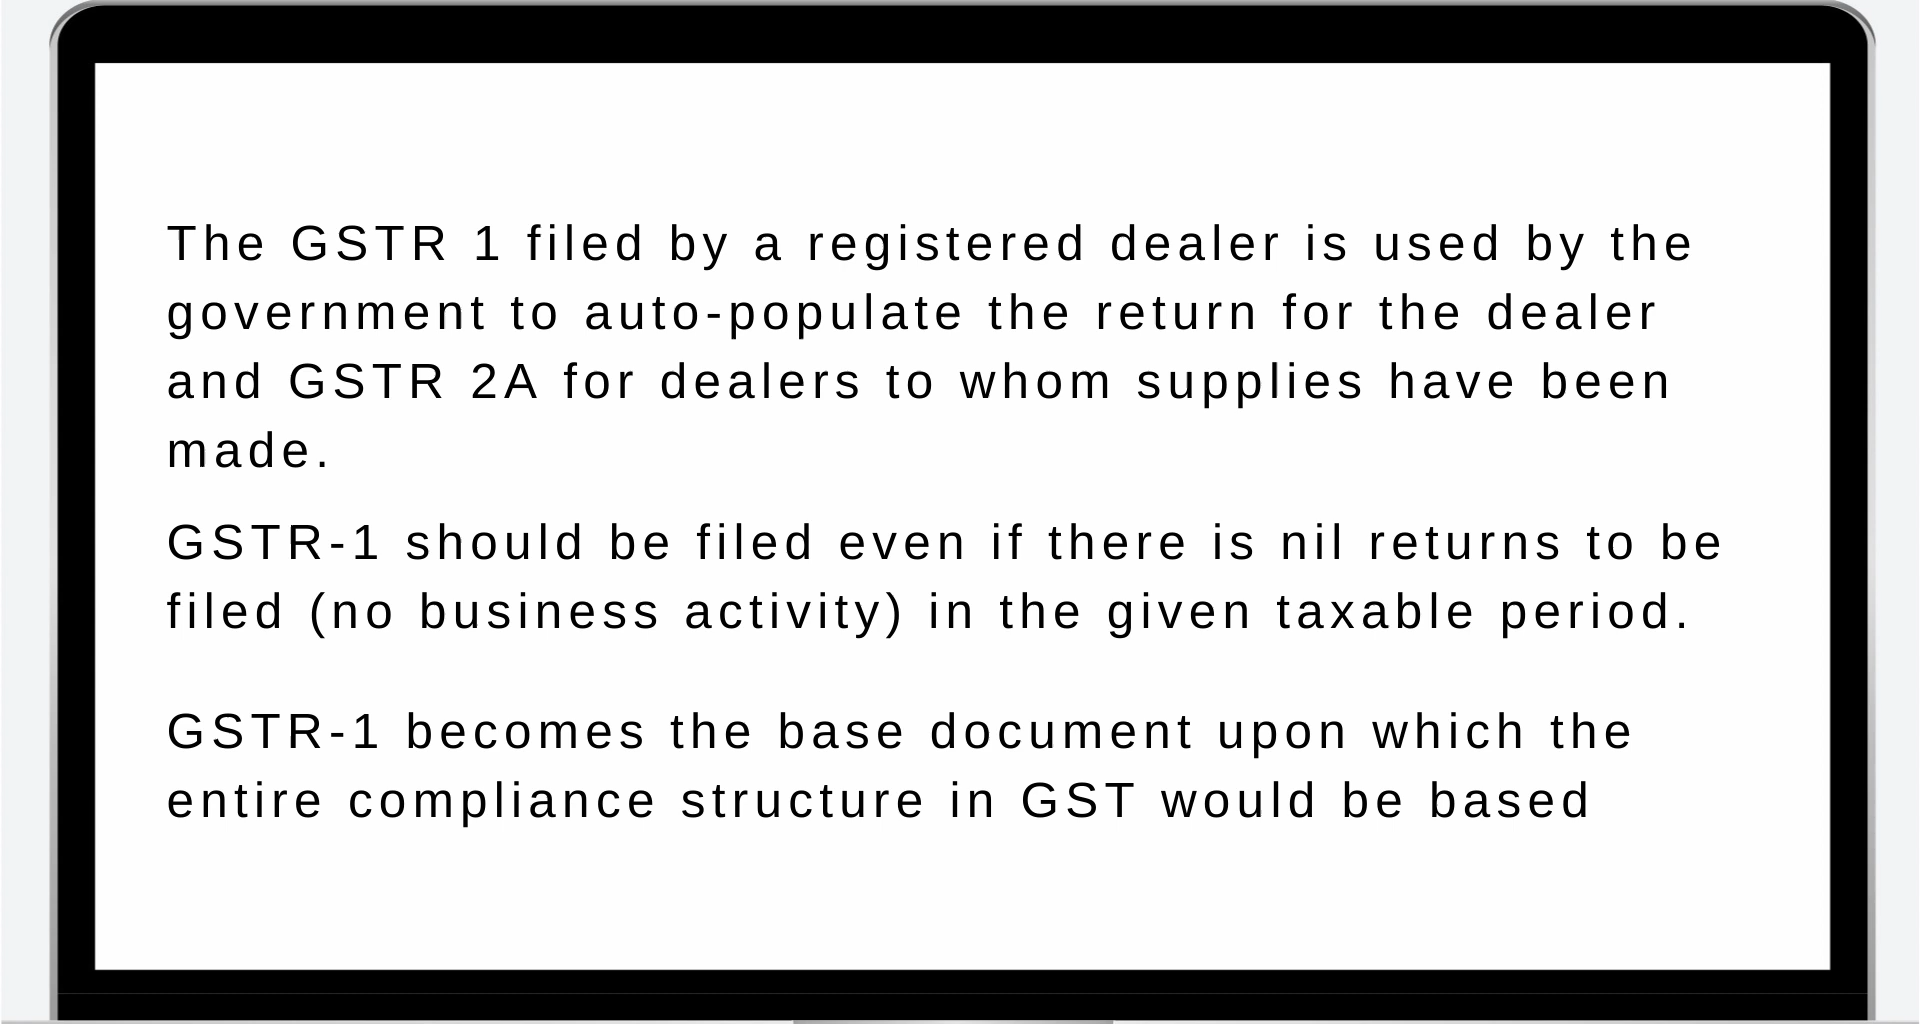 The GSTR 1 filed by a registered dealer is used by the
government to auto-populate the return for the dealer
and GSTR 2A for dealers to whom supplies have been
made.
GSTR-1 should be filed even if there is nil returns to be
filed (no business activity) in the given taxable period.
GSTR-1 becomes the base document upon which the
entire compliance structure in GST would be based